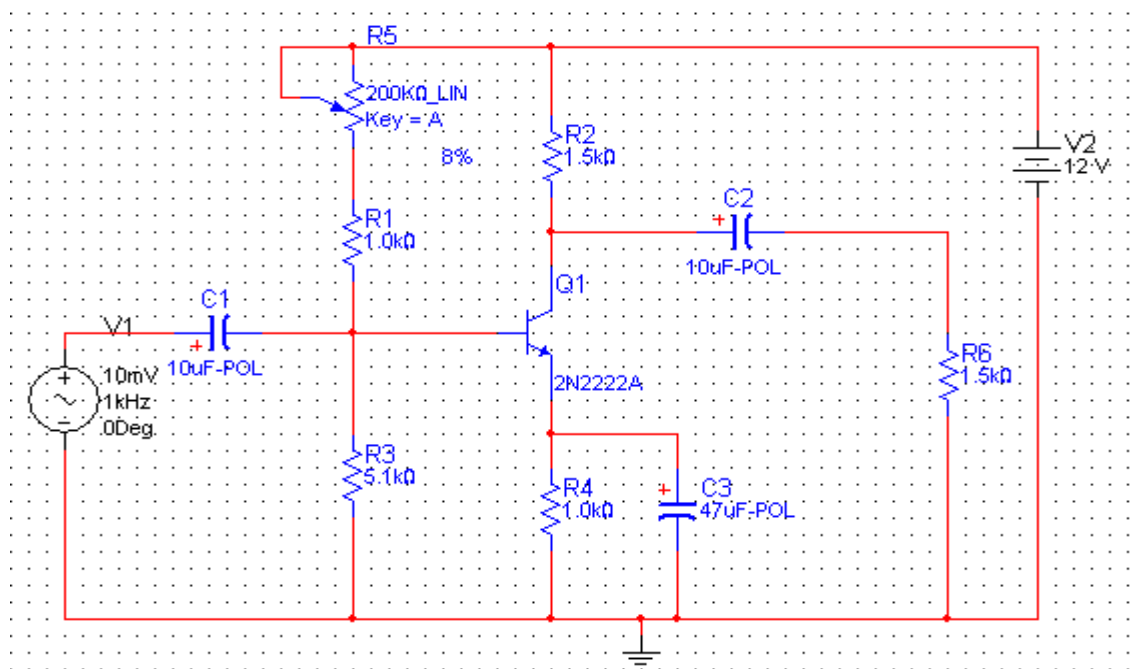 R5
200KΩ_LIN
Key = A
8%
R2
1.5kΩ
V2
12 V
C2
10uF-POL
R1
1.0kΩ
Q1
2N2222A
C1
10uF-POL
V1
10mV
1kHz
0Deg
R6
1.5kΩ
R3
5.1kΩ
R4
1.0kΩ
C3
47uF-POL